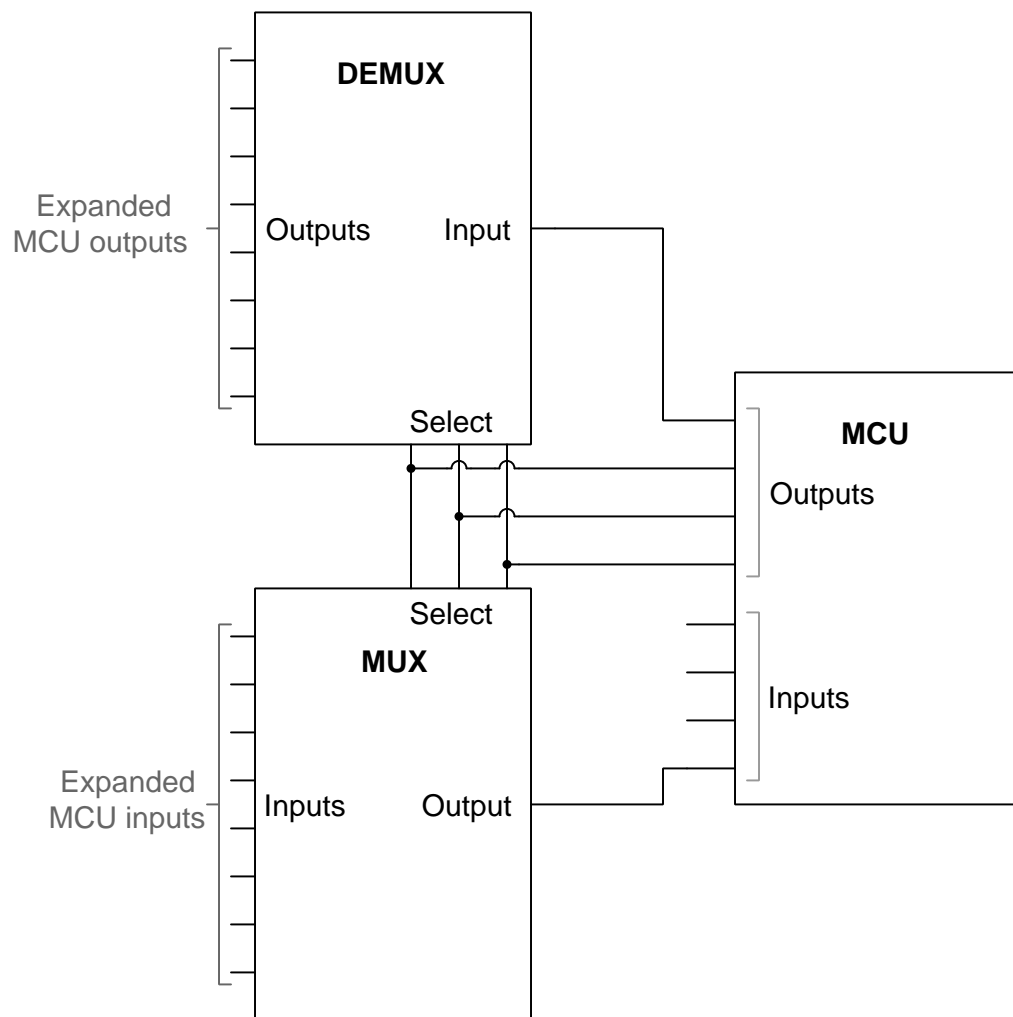 DEMUX
Expanded
MCU outputs
Outputs
Input
Select
MCU
Outputs
Select
MUX
Inputs
Expanded
MCU inputs
Inputs
Output